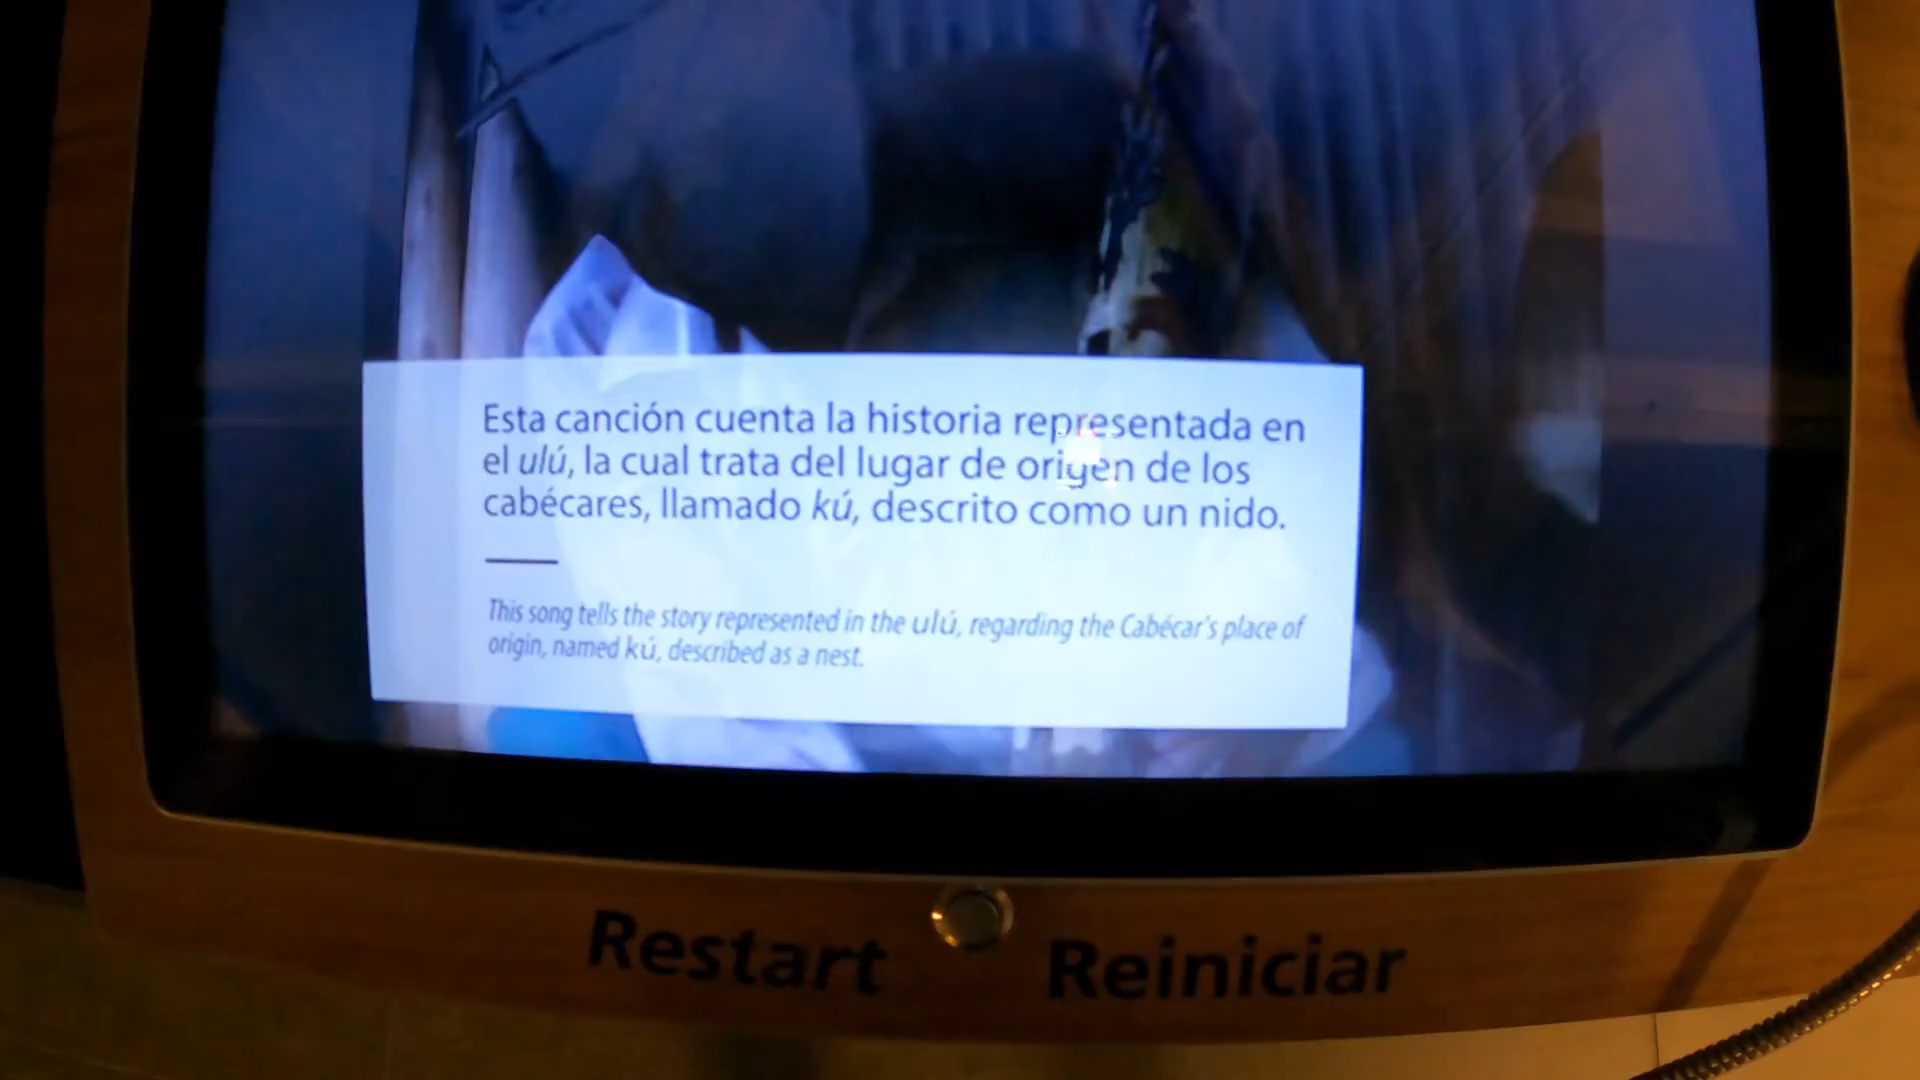 Esta canción cuenta la historia representada en
el ulú, la cual trata del lugar de origen de los
cabécares, llamado kú, descrito como un nido.
This song tells the story represented in the ulú, regarding the Cabécar's place of
origin, named kú, described as a nest.
Restart Reiniciar